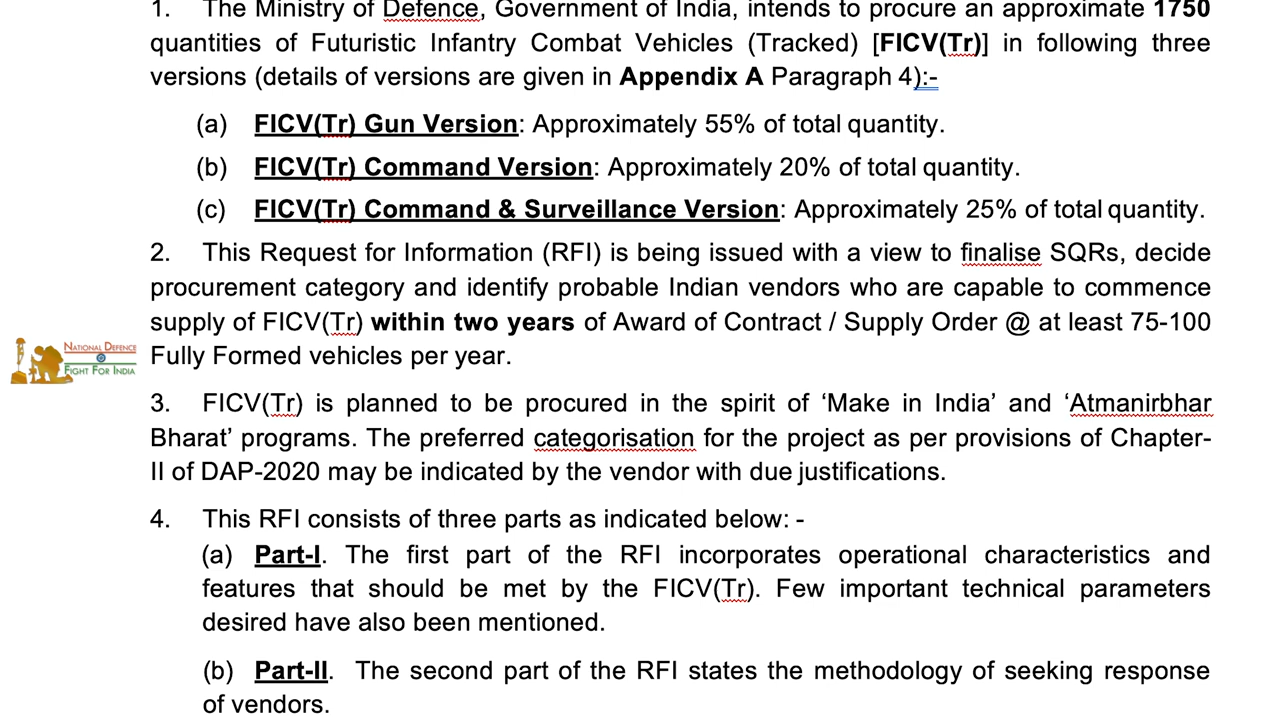 1. The Ministry of Defence, Government of India, intends to procure an approximate 1750
quantities of Futuristic Infantry Combat Vehicles (Tracked) [FICV(Tr)] in following three
versions (details of versions are given in Appendix A Paragraph 4):-
(a) FICV(Tr) Gun Version: Approximately 55% of total quantity.
(b) FICV(Tr) Command Version: Approximately 20% of total quantity.
(c) FICV(Tr) Command & Surveillance Version: Approximately 25% of total quantity.
2. This Request for Information (RFI) is being issued with a view to finalise SQRs, decide
procurement category and identify probable Indian vendors who are capable to commence
supply of FICV(Tr) within two years of Award of Contract / Supply Order @ at least 75-100
Fully Formed vehicles per year.
NATIONAL DEFENCE
FIGHT FOR INDIA
3. FICV(Tr) is planned to be procured in the spirit of ‘Make in India’ and ‘Atmanirbhar
Bharat’ programs. The preferred categorisation for the project as per provisions of Chapter-
II of DAP-2020 may be indicated by the vendor with due justifications.
4. This RFI consists of three parts as indicated below: -
(a) Part-I. The first part of the RFI incorporates operational characteristics and
features that should be met by the FICV(Tr). Few important technical parameters
desired have also been mentioned.
(b) Part-II. The second part of the RFI states the methodology of seeking response
of vendors.